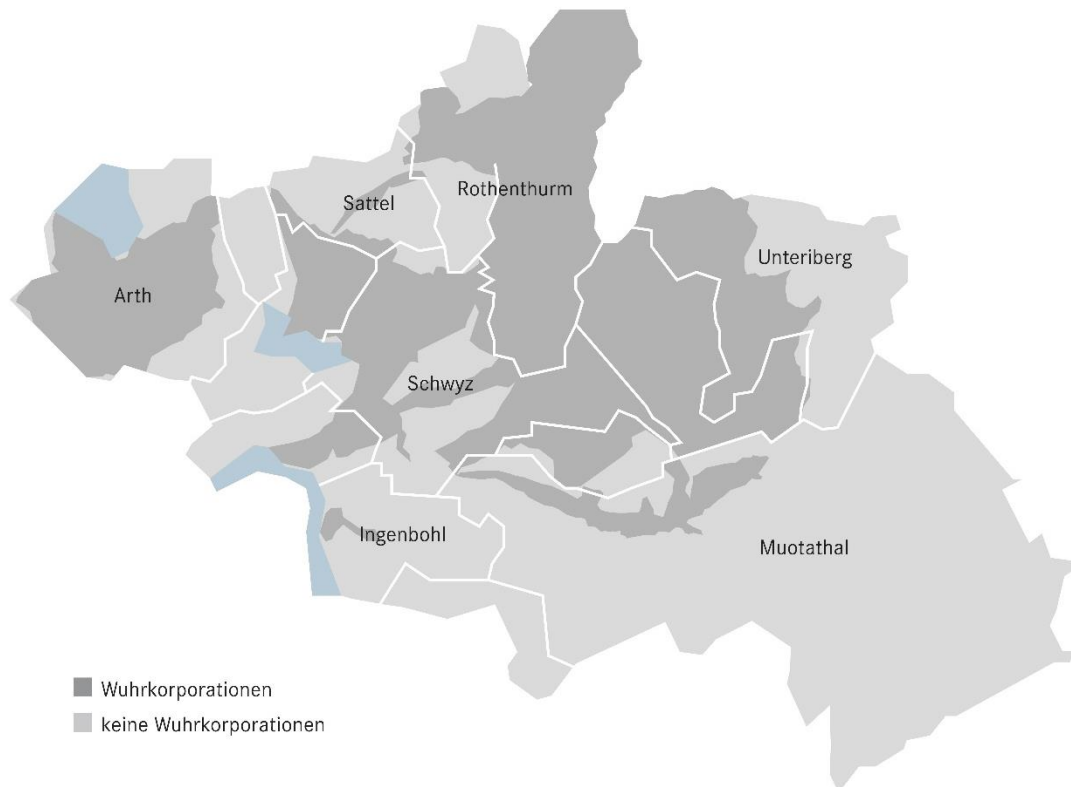 Rothenthurm
Sattel
Unteriberg
Arth
Schwyz
Ingenbohl
Muotathal
Wuhrkorporationen
keine Wuhrkorporationen